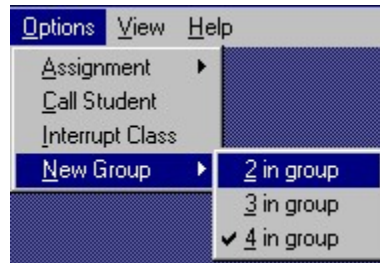 Options View Help
Assignment
Call Student
Interrupt Class
New Group
2 in group
3 in group
4 in group